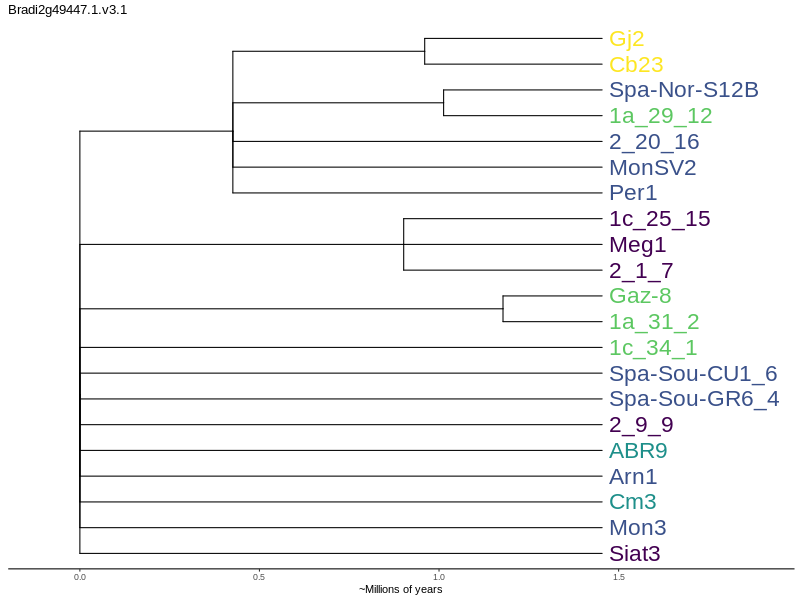 Bradi2g49447.1.v3.1
Gj2
Cb23
Spa-Nor-S12B
1a_29_12
2_20_16
MonSV2
Per1
1c_25_15
Meg1
2_1_7
Gaz-8
1a_31_2
1c_34_1
Spa-Sou-CU1_6
Spa-Sou-GR6_4
2_9_9
ABR9
Arn1
Cm3
Mon3
Siat3
0.0 0.5 1.0 1.5
~Millions of years